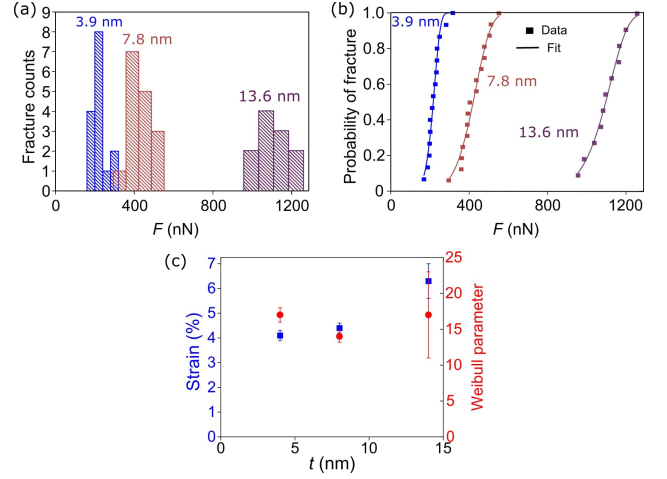 (a)
3.9 nm
7.8 nm
13.6 nm
Fracture counts
9
8
7
6
5
4
3
2
1
0
0
400
800
1200
F (nN)
(b)
3.9 nm
7.8 nm
13.6 nm
Data
Fit
Probability of fracture
1.0
0.8
0.6
0.4
0.2
0
0
400
800
1200
F (nN)
(c)
Strain (%)
7
6
5
4
3
2
1
0
0
5
10
15
t (nm)
25
20
15
10
5
0
Weibull parameter